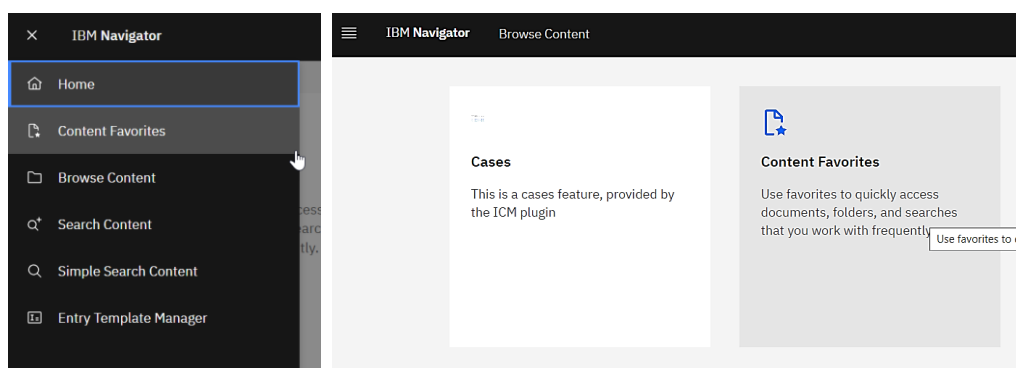 IBM Navigator
Home
Content Favorites
Browse Content
Search Content
Simple Search Content
Entry Template Manager
tly.
IBM Navigator Browse Content
Cases
This is a cases feature, provided by
the ICM plugin
Content Favorites
Use favorites to quickly access
documents, folders, and searches
that you work with frequently
Use favorites to